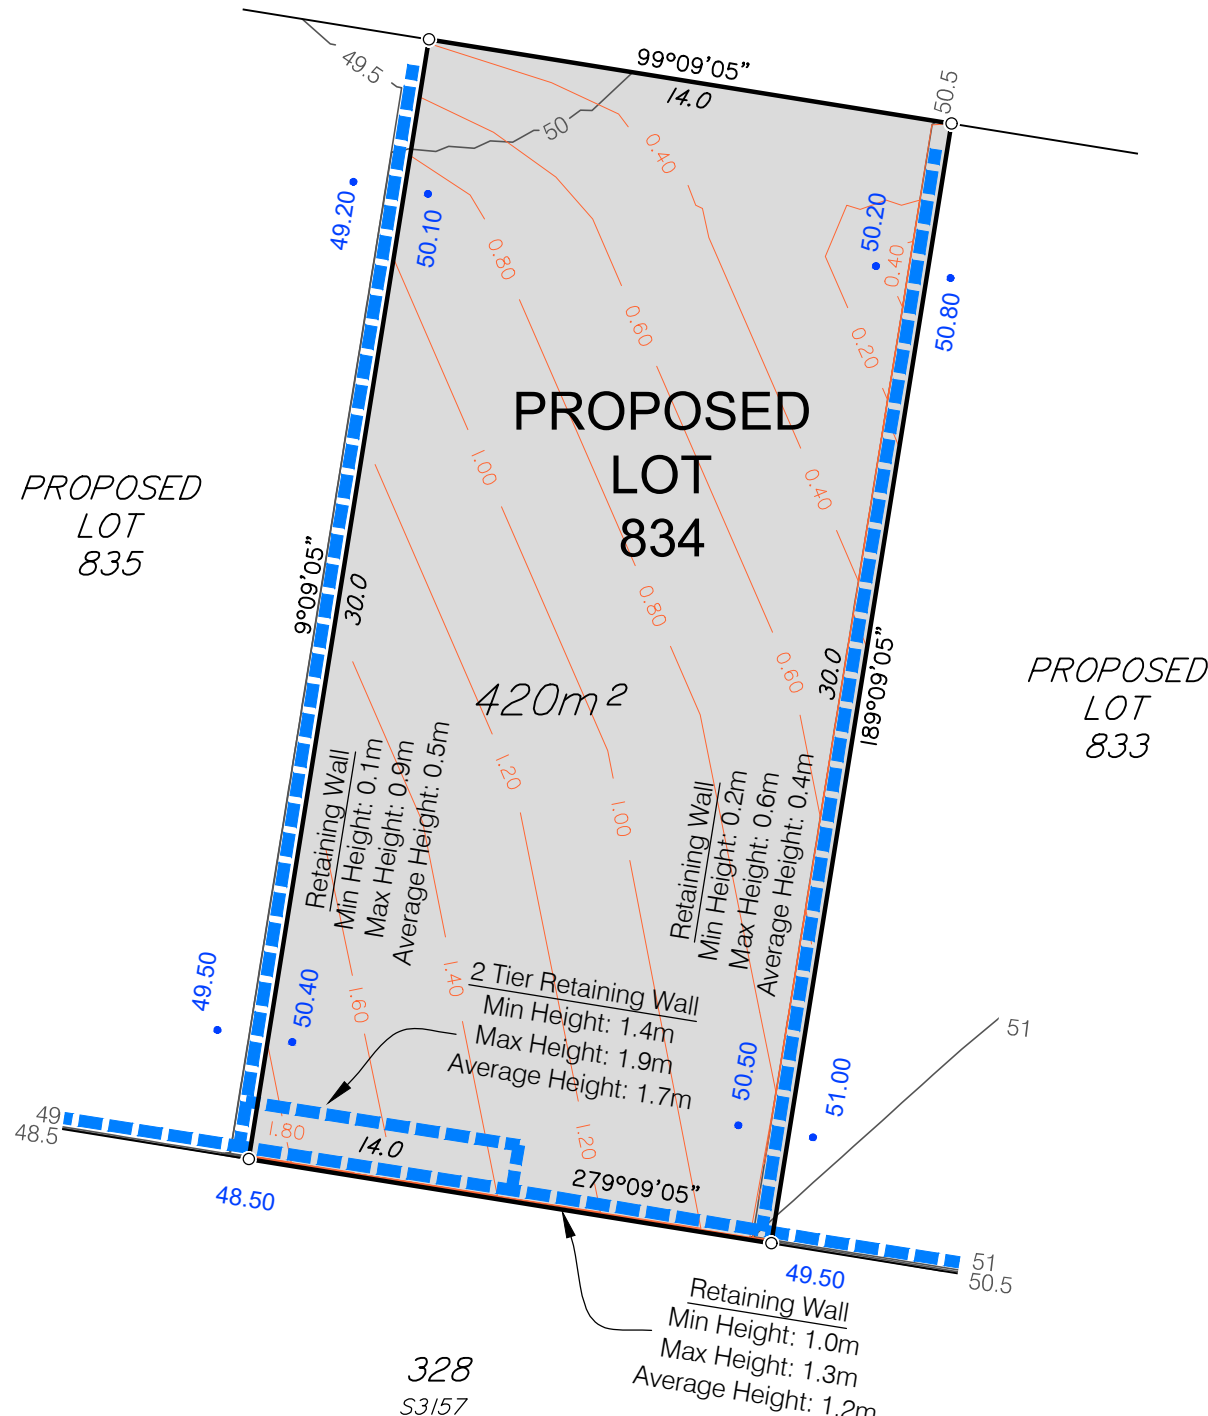 99°09'05"
14.0
49.5
50
50.5
0.40
49.20
50.10
50.20
0.40
50.80
0.80
0.60
0.20
PROPOSED
LOT
834
1.00
0.40
PROPOSED
LOT
835
9°09'05"
30.0
0.80
0.60
30.0
189°09'05"
PROPOSED
LOT
833
420m²
1.20
1.00
Retaining Wall
Min Height: 0.1m
Max Height: 0.9m
Average Height: 0.5m
Retaining Wall
Min Height: 0.2m
Max Height: 0.6m
Average Height: 0.4m
49.50
50.40
1.60
1.40
2 Tier Retaining Wall
Min Height: 1.4m
Max Height: 1.9m
Average Height: 1.7m
50.50
51.00
51
49
48.5
1.80
14.0
1.20
279°09'05"
48.50
49.50
51
50.5
Retaining Wall
Min Height: 1.0m
Max Height: 1.3m
Average Height: 1.2m
328
S3157